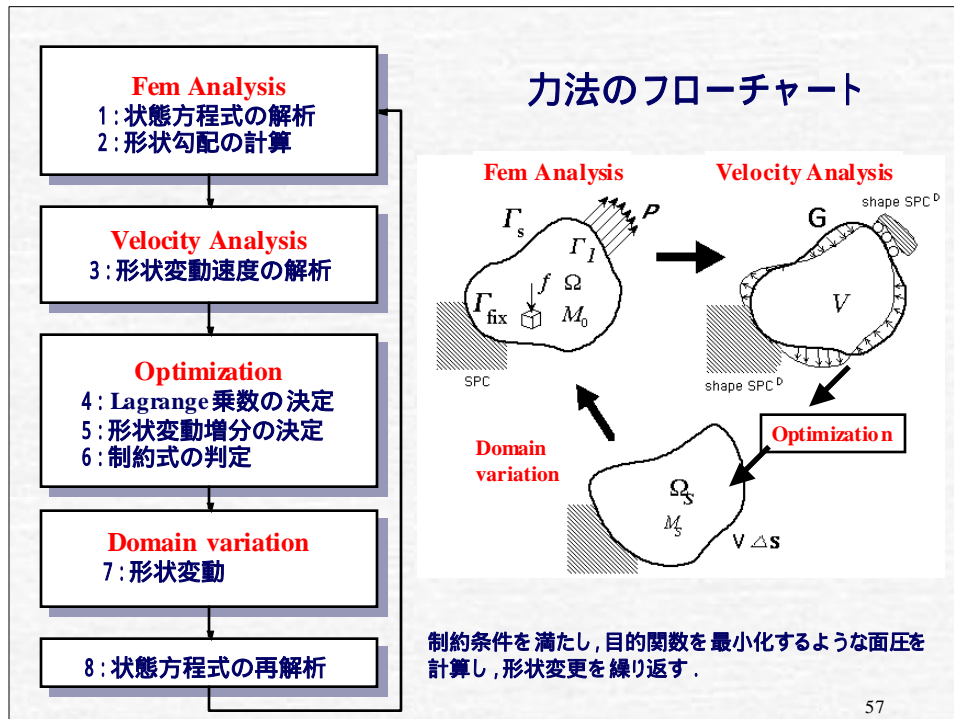 力法のフローチャート
Fem Analysis
1:状態方程式の解析
2:形状勾配の計算
Velocity Analysis
3:形状変動速度の解析
Optimization
4:Lagrange乗数の決定
5:形状変動増分の決定
6:制約式の判定
Domain variation
7:形状変動
8:状態方程式の再解析
Fem Analysis
Γs
P
Γ1
f Ω
Γfix
M0
SPC
Velocity Analysis
shape SPC D
G
V
shape SPC D
Optimization
Domain
variation
Ωs
Ms
V △s
制約条件を満たし,目的関数を最小化するような面圧を
計算し,形状変更を繰り返す.
57